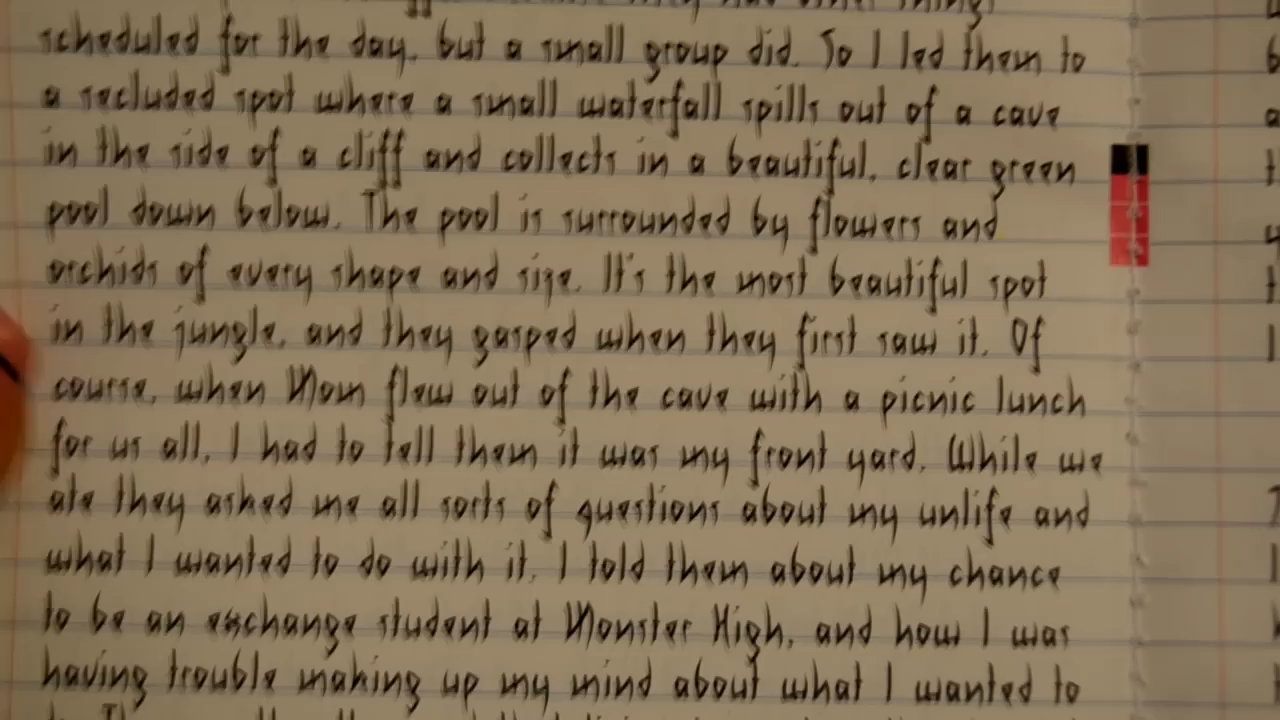 they had other things
scheduled for the day, but a small group did. So I led them to
a secluded spot where a small waterfall spills out of a cave
in the side of a cliff and collects in a beautiful, clear green
pool down below. The pool is surrounded by flowers and
orchids of every shape and size. It's the most beautiful spot
in the jungle, and they gasped when they first saw it. Of
course, when Mom flew out of the cave with a picnic lunch
for us all, I had to tell them it was my front yard. While we
ate they asked me all sorts of questions about my unlife and
what I wanted to do with it. I told them about my chance
to be an exchange student at Monster High, and how I was
having trouble making up my mind about what I wanted to